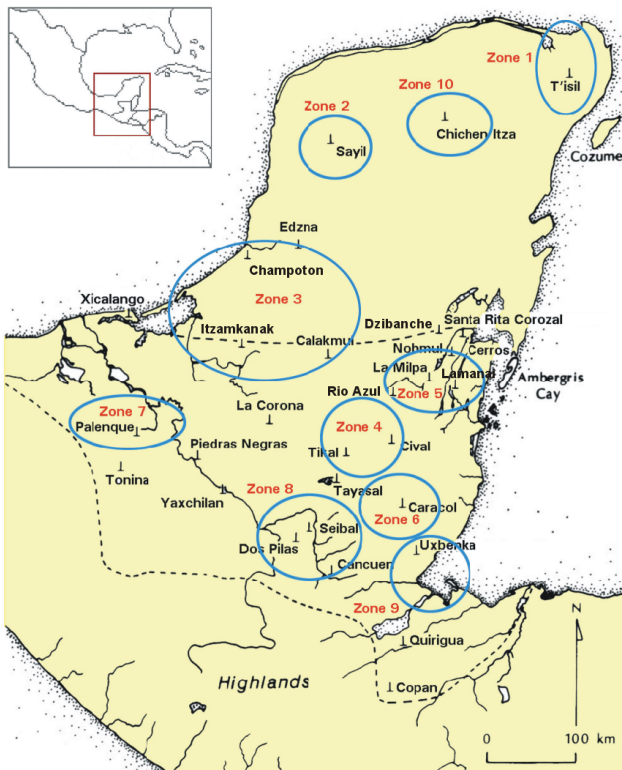 Zone 1
T'isil
Zone 10
Chichen Itza
Zone 2
Sayil
Cozume
Edzna
Champoton
Zone 3
Xicalango
Itzamkanak
Calakmul
Dzibanche
Santa Rita Corozal
Nohmul
Cerros
La Milpa
Lamanai
Ambergris
Cay
Rio Azul
Zone 5
La Corona
Zone 7
Palenque
Zone 4
Piedras Negras
Tikal
Cival
Tonina
Tayasal
Yaxchilan
Zone 8
Caracol
Zone 6
Seibal
Dos Pilas
Uxbenka
Cancuen
Zone 9
N
Quirigua
Highlands
Copan
0 100 km